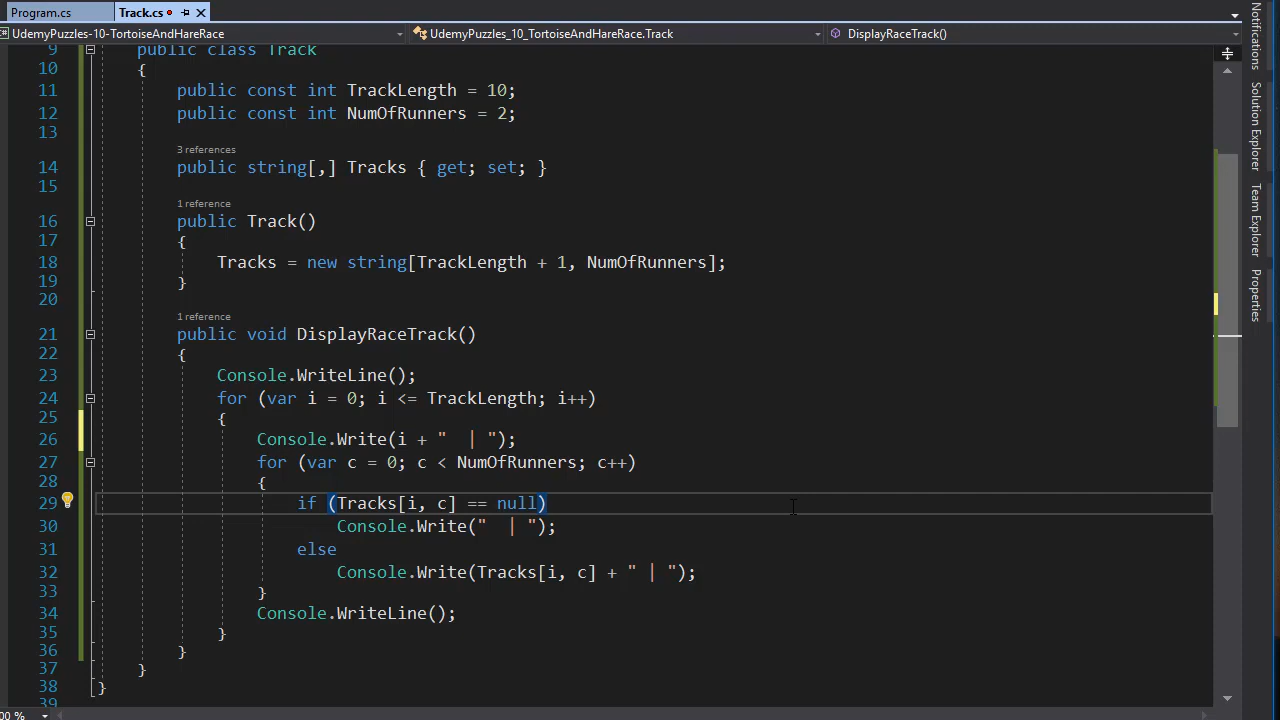 Program.cs Track.cs
UdemyPuzzles-10-TortoiseAndHareRace UdemyPuzzles_10_TortoiseAndHareRace.Track DisplayRaceTrack()
9 public class Track
10 {
11 public const int TrackLength = 10;
12 public const int NumOfRunners = 2;
13
3 references
14 public string[,] Tracks { get; set; }
15
1 reference
16 public Track()
17 {
18 Tracks = new string[TrackLength + 1, NumOfRunners];
19 }
20
1 reference
21 public void DisplayRaceTrack()
22 {
23 Console.WriteLine();
24 for (var i = 0; i <= TrackLength; i++)
25 {
26 Console.Write(i + "  | ");
27 for (var c = 0; c < NumOfRunners; c++)
28 {
29 if (Tracks[i, c] == null)
30 Console.Write("  | ");
31 else
32 Console.Write(Tracks[i, c] + " | ");
33 }
34 Console.WriteLine();
35 }
36 }
37 }
38 }
39
Notifications
Solution Explorer
Team Explorer
Properties